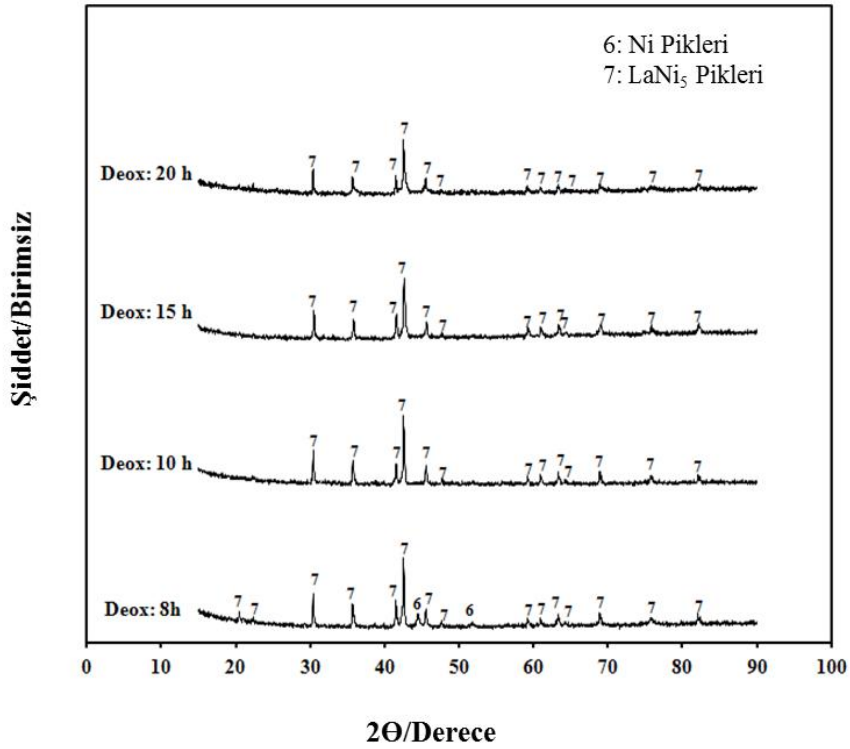 6: Ni Pikleri
7: LaNi₅ Pikleri
7 7 7 7 7 7 7 7 7 7 7 7 7 7
Deox: 20 h
7 7 7 7 7 7 7 7 7 7 7 7 7
Deox: 15 h
7 7 7 7 7 7 7 7 7 7 7 7 7
Deox: 10 h
7 7 7 7 7 7 6 7 7 6 7 7 7 7 7 7 7
Deox: 8h
0 10 20 30 40 50 60 70 80 90 100
2Θ/Derece
Şiddet/Birimsiz